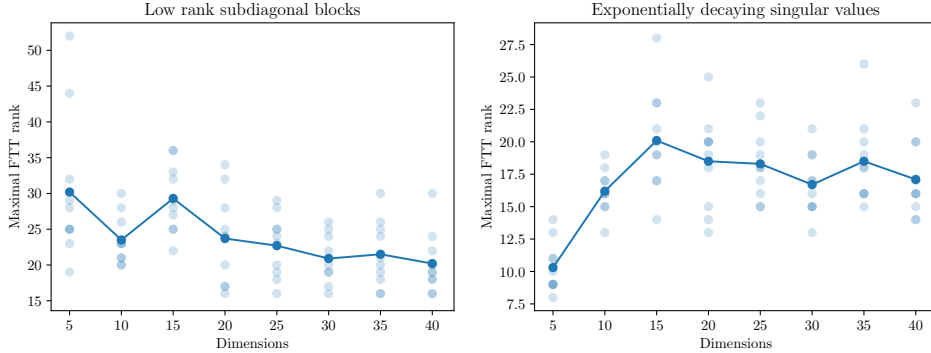 Low rank subdiagonal blocks
Maximal FTT rank
50
45
40
35
30
25
20
15
5 10 15 20 25 30 35 40
Dimensions
Exponentially decaying singular values
Maximal FTT rank
27.5
25.0
22.5
20.0
17.5
15.0
12.5
10.0
7.5
5 10 15 20 25 30 35 40
Dimensions